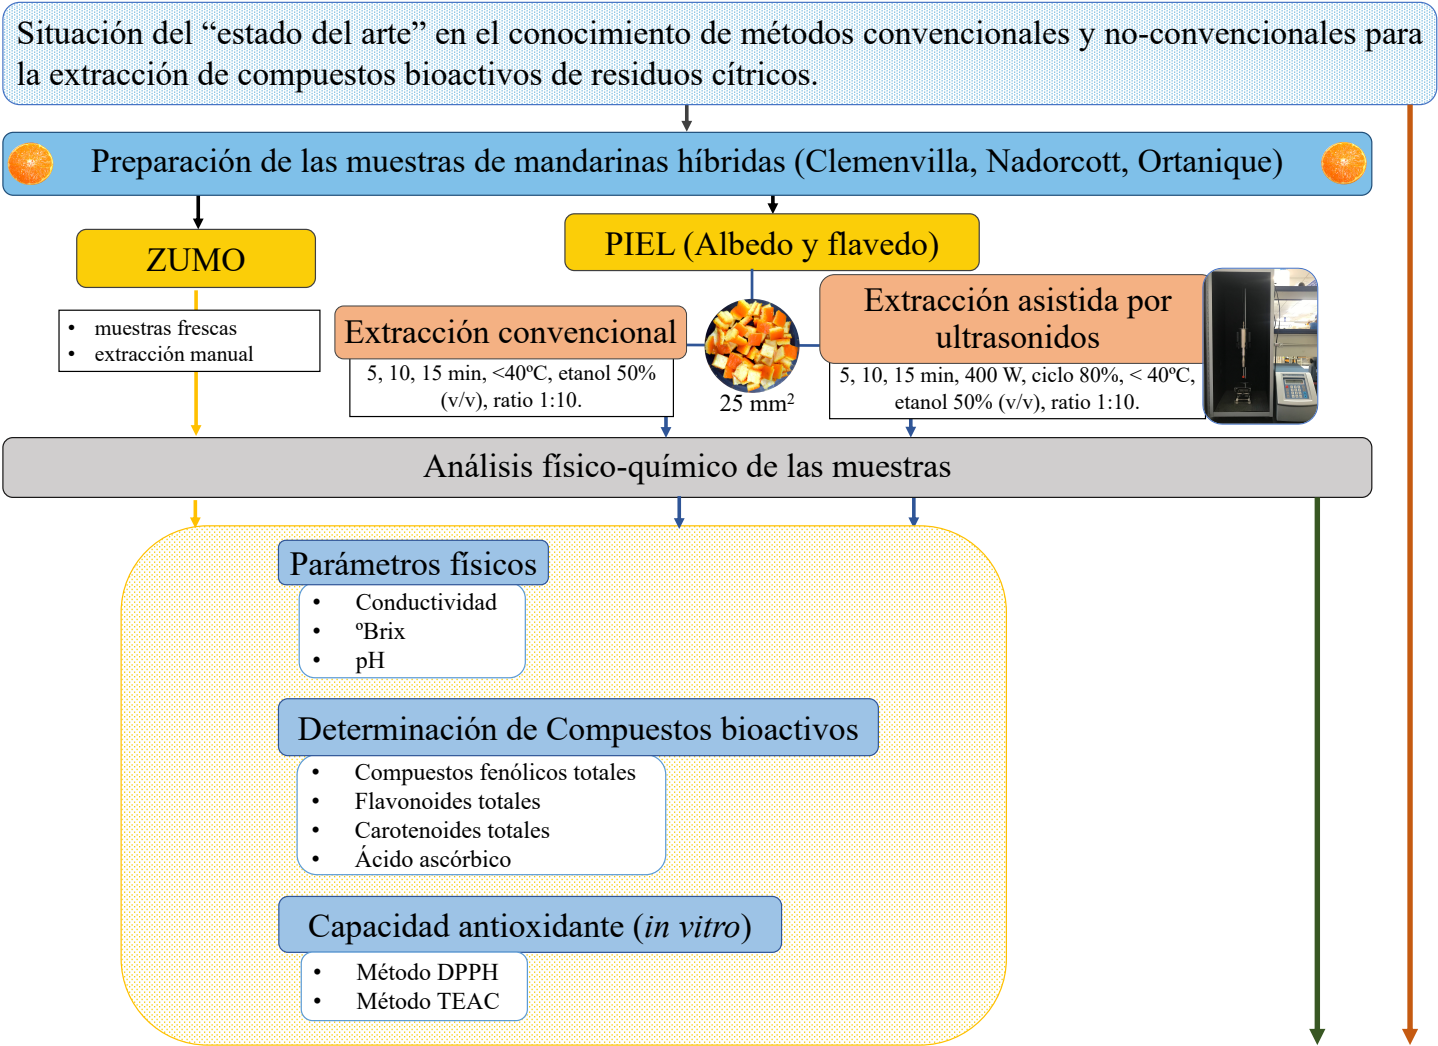 Situación del “estado del arte” en el conocimiento de métodos convencionales y no-convencionales para
la extracción de compuestos bioactivos de residuos cítricos.
Preparación de las muestras de mandarinas híbridas (Clemenvilla, Nadorcott, Ortanique)
ZUMO
• muestras frescas
• extracción manual
PIEL (Albedo y flavedo)
Extracción convencional
5, 10, 15 min, <40ºC, etanol 50%
(v/v), ratio 1:10.
25 mm²
Extracción asistida por
ultrasonidos
5, 10, 15 min, 400 W, ciclo 80%, < 40ºC,
etanol 50% (v/v), ratio 1:10.
Análisis físico-químico de las muestras
Parámetros físicos
• Conductividad
• ºBrix
• pH
Determinación de Compuestos bioactivos
• Compuestos fenólicos totales
• Flavonoides totales
• Carotenoides totales
• Ácido ascórbico
Capacidad antioxidante (in vitro)
• Método DPPH
• Método TEAC